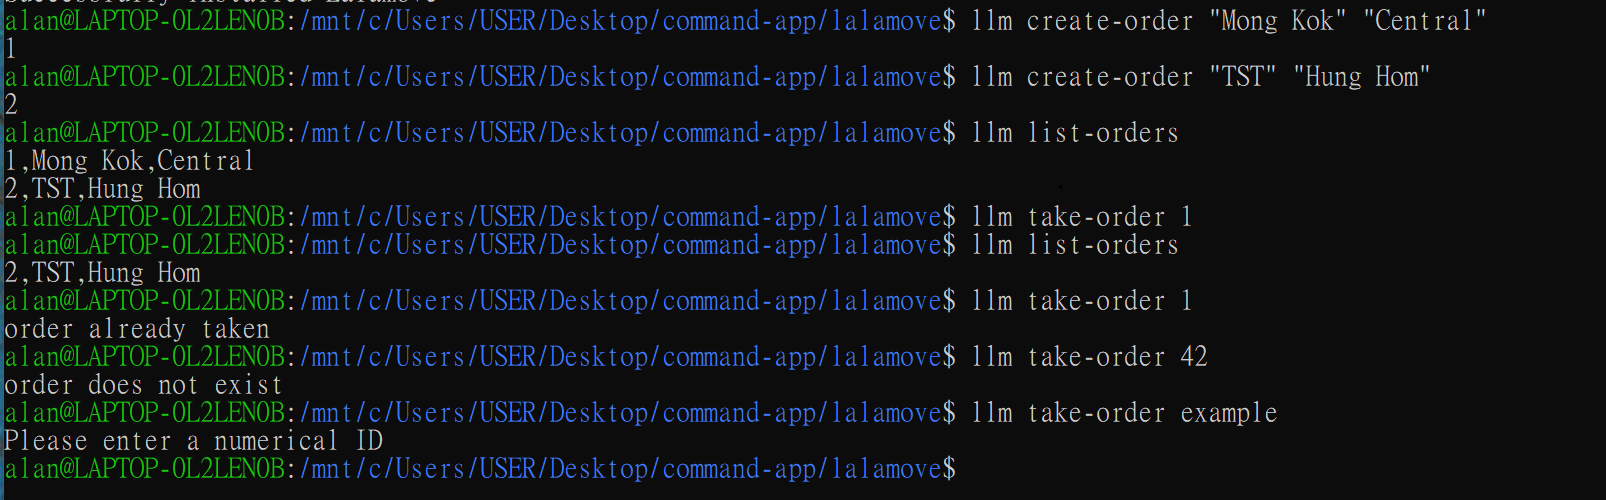 Successfully installed Lalamove
alan@LAPTOP-0L2LEN0B:/mnt/c/Users/USER/Desktop/command-app/lalamove$ llm create-order "Mong Kok" "Central"
1
alan@LAPTOP-0L2LEN0B:/mnt/c/Users/USER/Desktop/command-app/lalamove$ llm create-order "TST" "Hung Hom"
2
alan@LAPTOP-0L2LEN0B:/mnt/c/Users/USER/Desktop/command-app/lalamove$ llm list-orders
1,Mong Kok,Central
2,TST,Hung Hom
alan@LAPTOP-0L2LEN0B:/mnt/c/Users/USER/Desktop/command-app/lalamove$ llm take-order 1
alan@LAPTOP-0L2LEN0B:/mnt/c/Users/USER/Desktop/command-app/lalamove$ llm list-orders
2,TST,Hung Hom
alan@LAPTOP-0L2LEN0B:/mnt/c/Users/USER/Desktop/command-app/lalamove$ llm take-order 1
order already taken
alan@LAPTOP-0L2LEN0B:/mnt/c/Users/USER/Desktop/command-app/lalamove$ llm take-order 42
order does not exist
alan@LAPTOP-0L2LEN0B:/mnt/c/Users/USER/Desktop/command-app/lalamove$ llm take-order example
Please enter a numerical ID
alan@LAPTOP-0L2LEN0B:/mnt/c/Users/USER/Desktop/command-app/lalamove$